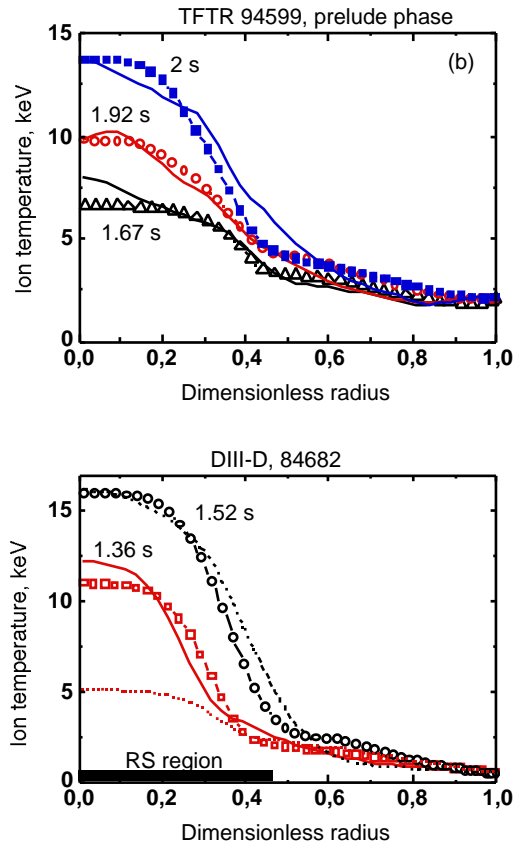 TFTR 94599, prelude phase
15
10
5
0
Ion temperature, keV
2 s
(b)
1.92 s
1.67 s
0,0 0,2 0,4 0,6 0,8 1,0
Dimensionless radius
DIII-D, 84682
15
10
5
0
Ion temperature, keV
1.52 s
1.36 s
RS region
0,0 0,2 0,4 0,6 0,8 1,0
Dimensionless radius